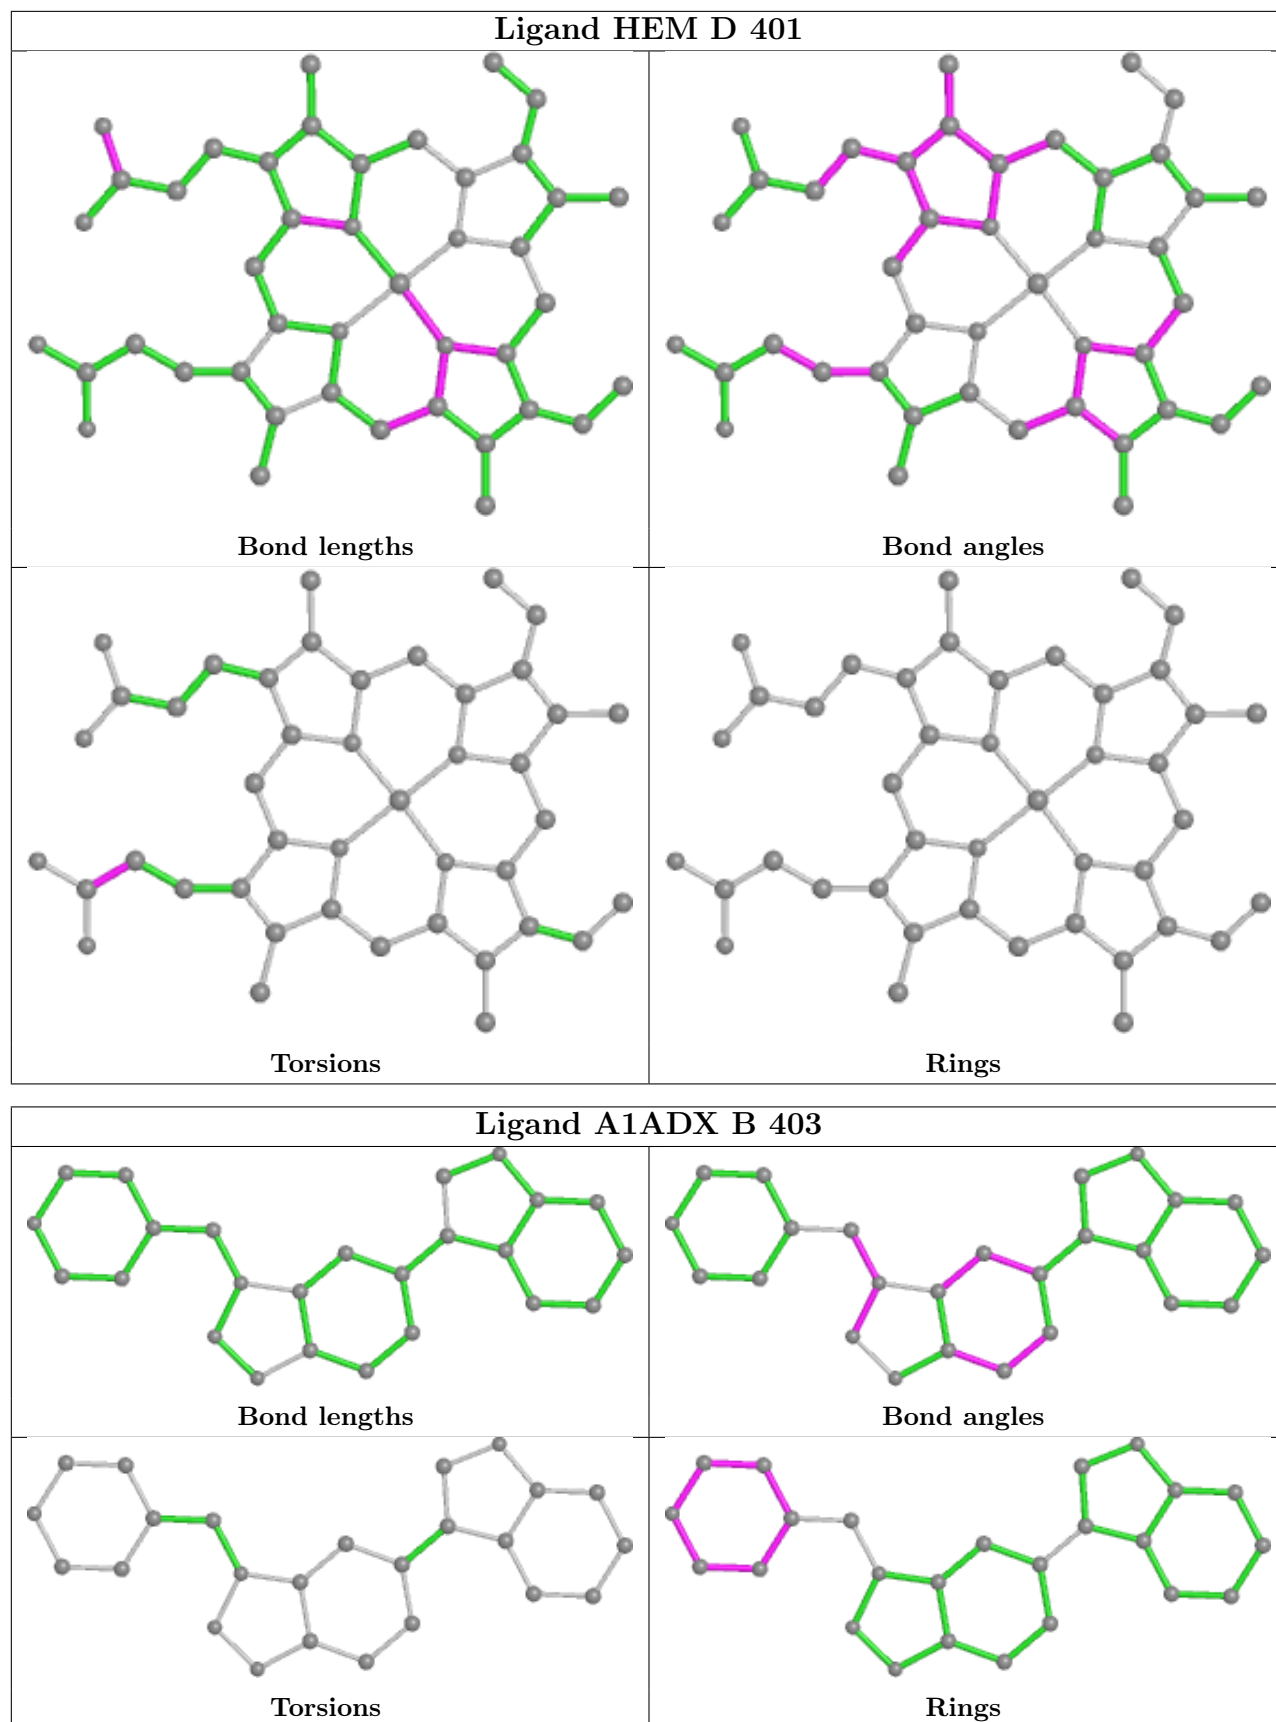 Ligand HEM D 401
Bond lengths
Bond angles
Torsions
Rings
Ligand A1ADX B 403
Bond lengths
Bond angles
Torsions
Rings